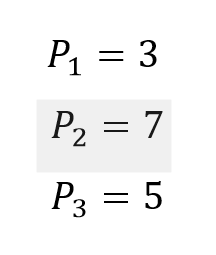 P₁ = 3
P₂ = 7
P₃ = 5